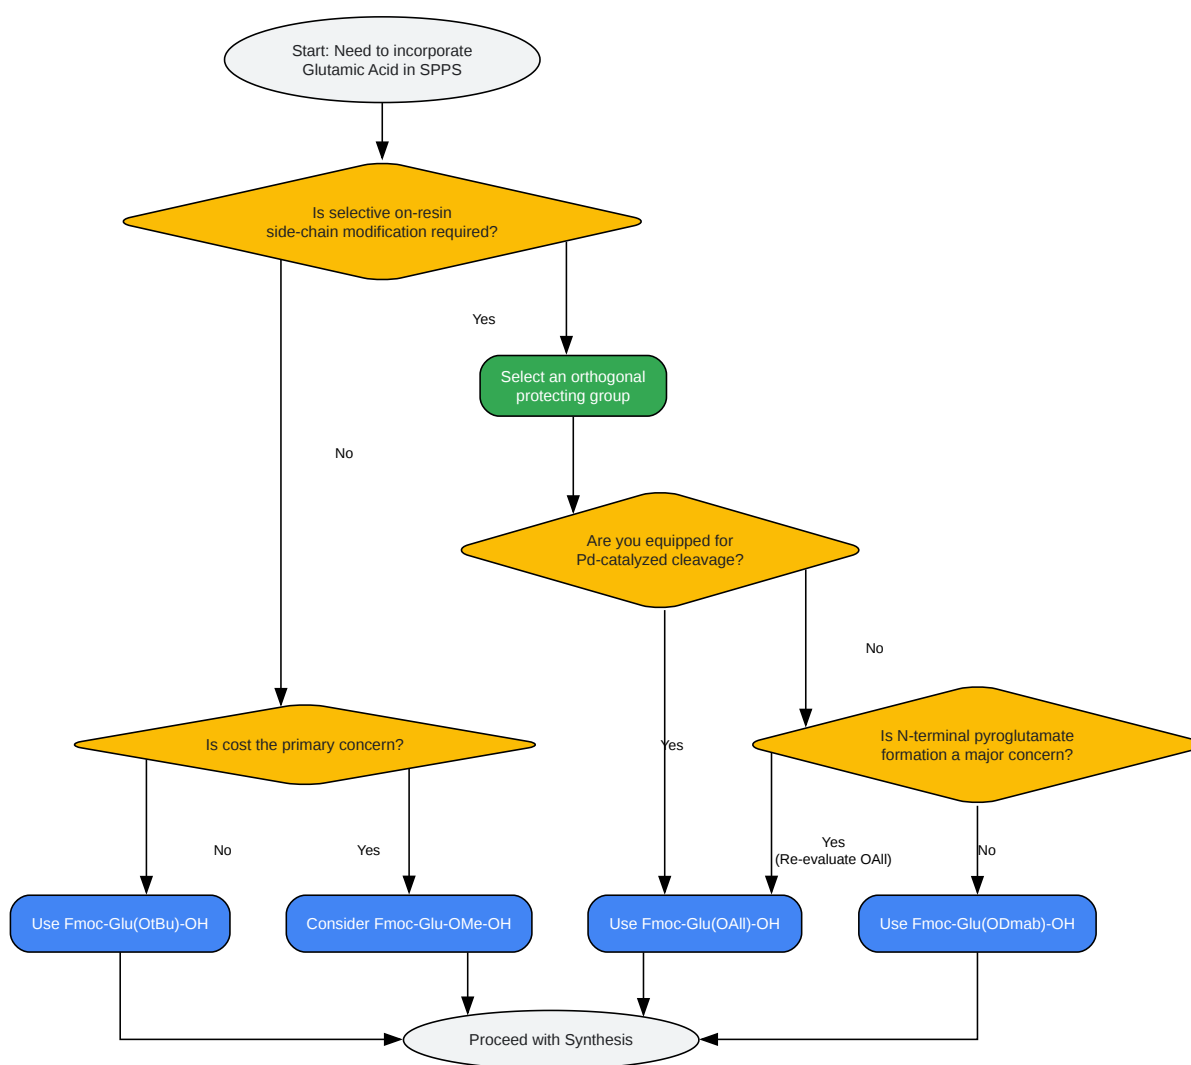 Start: Need to incorporate
Glutamic Acid in SPPS
Is selective on-resin
side-chain modification required?
Yes
Select an orthogonal
protecting group
No
Are you equipped for
Pd-catalyzed cleavage?
No
Is cost the primary concern?
Yes
Is N-terminal pyroglutamate
formation a major concern?
No
Yes
Yes
(Re-evaluate OAll)
No
Use Fmoc-Glu(OtBu)-OH
Consider Fmoc-Glu-OMe-OH
Use Fmoc-Glu(OAll)-OH
Use Fmoc-Glu(ODmab)-OH
Proceed with Synthesis